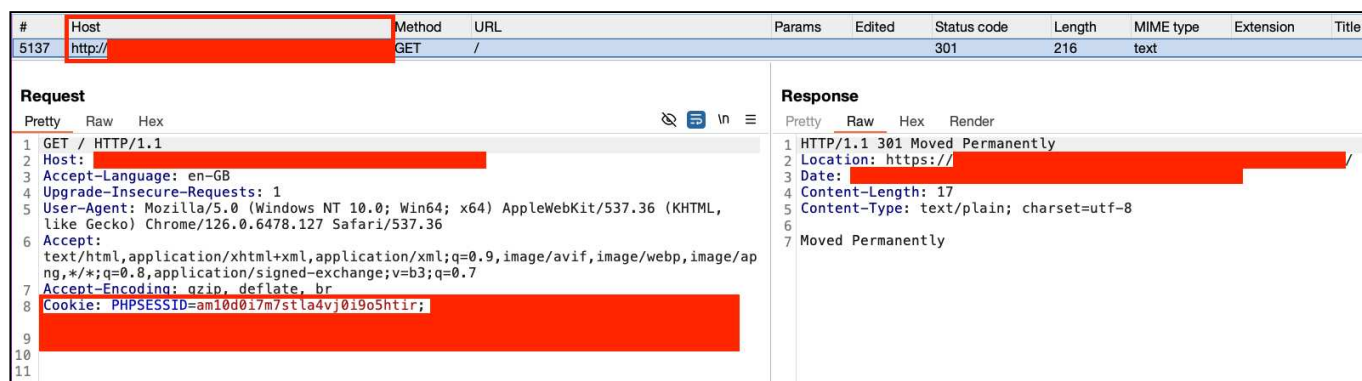 # Host Method URL Params Edited Status code Length MIME type Extension Title
5137 http:// GET / 301 216 text
Request
Pretty Raw Hex \n
1 GET / HTTP/1.1
2 Host:
3 Accept-Language: en-GB
4 Upgrade-Insecure-Requests: 1
5 User-Agent: Mozilla/5.0 (Windows NT 10.0; Win64; x64) AppleWebKit/537.36 (KHTML,
like Gecko) Chrome/126.0.6478.127 Safari/537.36
6 Accept:
text/html,application/xhtml+xml,application/xml;q=0.9,image/avif,image/webp,image/ap
ng,*/*;q=0.8,application/signed-exchange;v=b3;q=0.7
7 Accept-Encoding: gzip, deflate, br
8 Cookie: PHPSESSID=am10d0i7m7stla4vj0i9o5htir;
9
10
11
Response
Pretty Raw Hex Render
1 HTTP/1.1 301 Moved Permanently
2 Location: https:// /
3 Date:
4 Content-Length: 17
5 Content-Type: text/plain; charset=utf-8
6
7 Moved Permanently